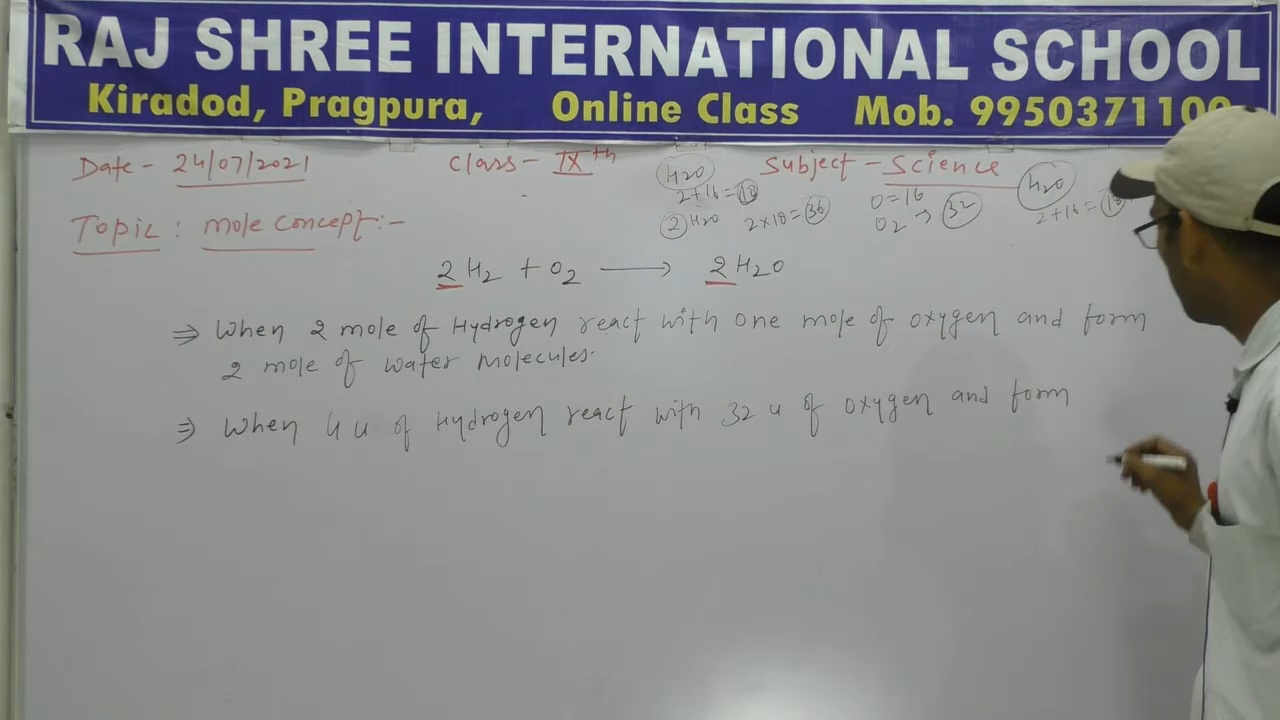 RAJ SHREE INTERNATIONAL SCHOOL
Kiradod, Pragpura, Online Class Mob. 9950371100
Date - 24/07/2021 Class - IXth Subject - Science
H2O
2+16 = 18
2 H2O 2x18 = 36
O = 16
O2 → 32
H2O
2+16 = 18
Topic : Mole Concept :-
2H2 + O2 → 2H2O
⇒ When 2 mole of Hydrogen react with one mole of oxygen and form
2 mole of water Molecules.
⇒ When 4 u of Hydrogen react with 32 u of oxygen and form